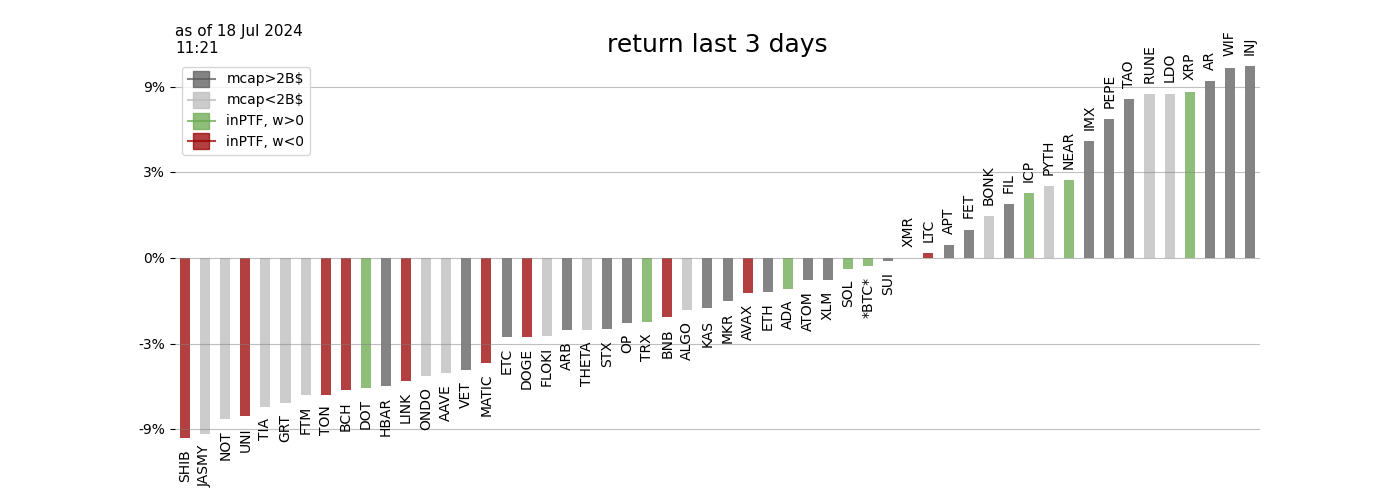 as of 18 Jul 2024
11:21
return last 3 days
mcap>2B$
mcap<2B$
inPTF, w>0
inPTF, w<0
9%
3%
0%
-3%
-9%
SHIB
JASMY
NOT
UNI
TIA
GRT
FTM
TON
BCH
DOT
HBAR
LINK
ONDO
AAVE
VET
MATIC
ETC
DOGE
FLOKI
ARB
THETA
STX
OP
TRX
BNB
ALGO
KAS
MKR
AVAX
ETH
ADA
ATOM
XLM
SOL
*BTC*
SUI
XMR
LTC
APT
FET
BONK
FIL
ICP
PYTH
NEAR
IMX
PEPE
TAO
RUNE
LDO
XRP
AR
WIF
INJ